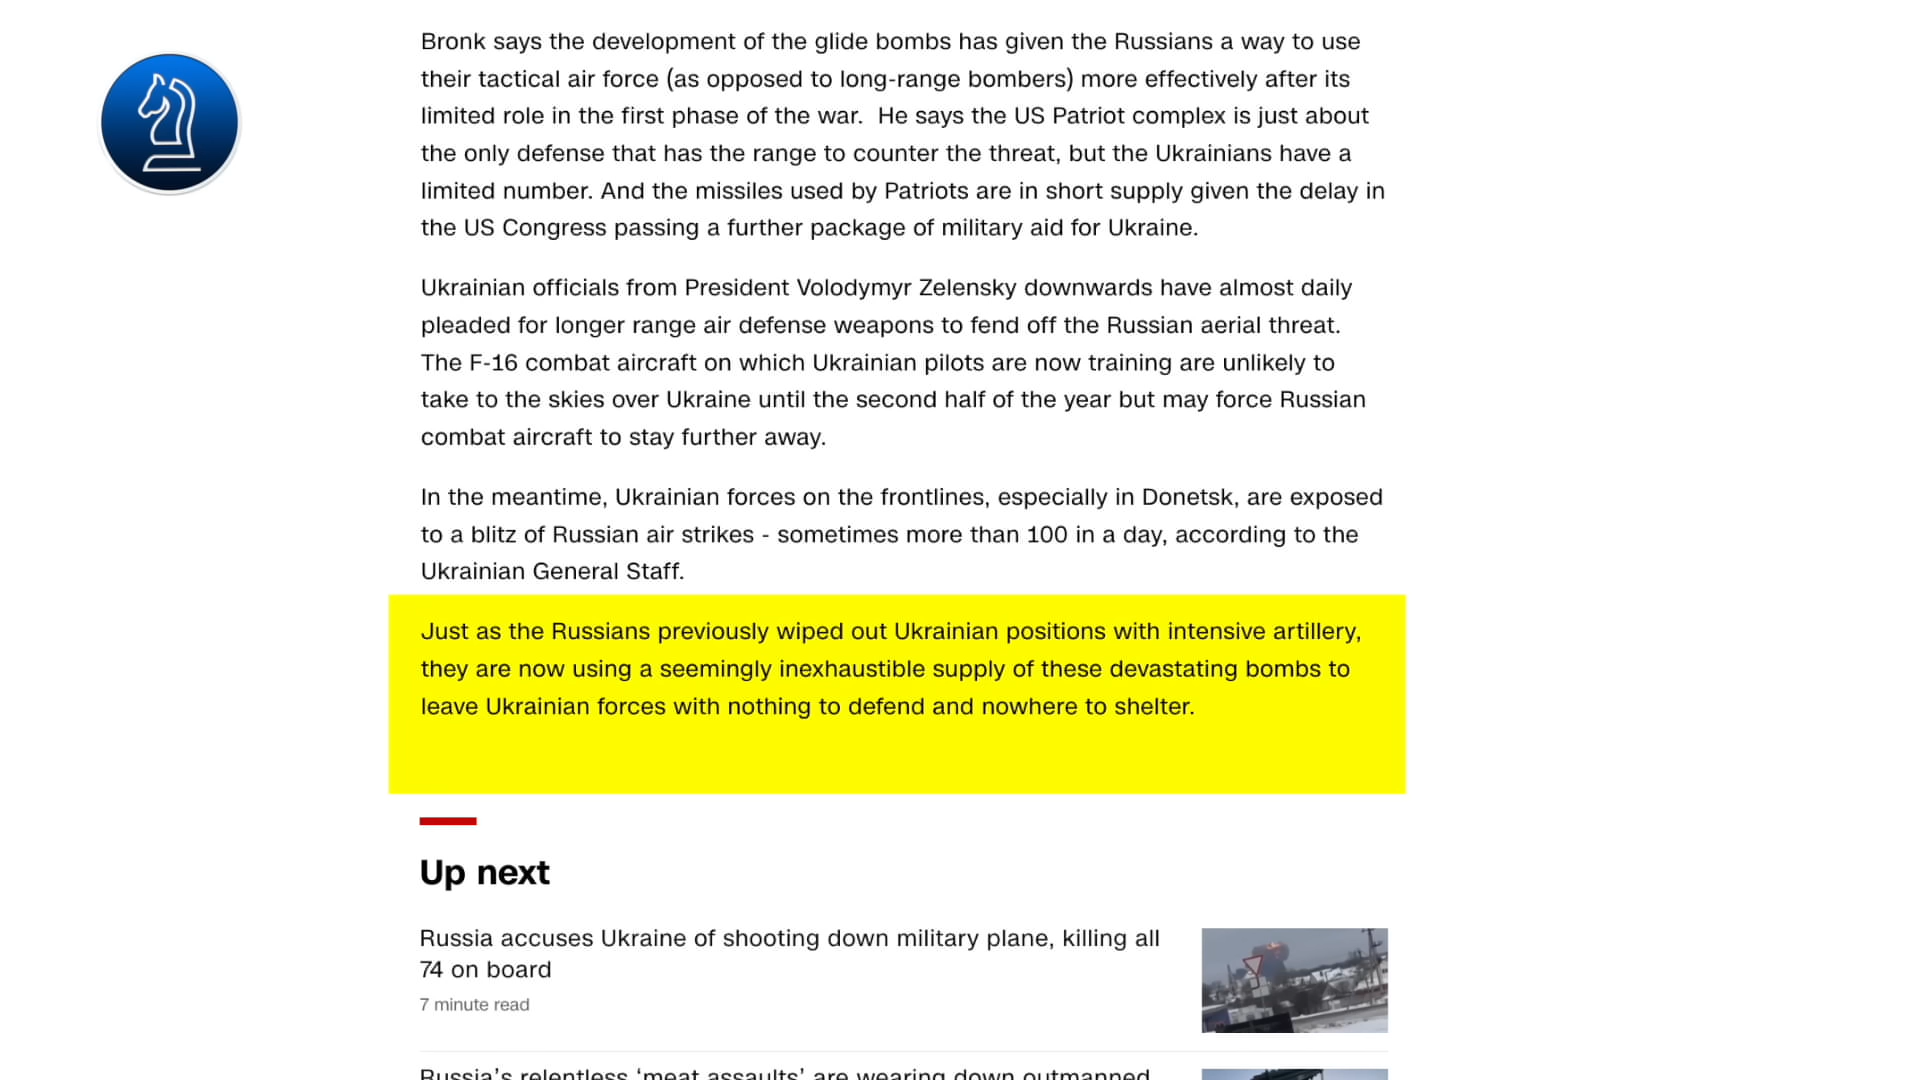 Bronk says the development of the glide bombs has given the Russians a way to use
their tactical air force (as opposed to long-range bombers) more effectively after its
limited role in the first phase of the war.  He says the US Patriot complex is just about
the only defense that has the range to counter the threat, but the Ukrainians have a
limited number. And the missiles used by Patriots are in short supply given the delay in
the US Congress passing a further package of military aid for Ukraine.
Ukrainian officials from President Volodymyr Zelensky downwards have almost daily
pleaded for longer range air defense weapons to fend off the Russian aerial threat.
The F-16 combat aircraft on which Ukrainian pilots are now training are unlikely to
take to the skies over Ukraine until the second half of the year but may force Russian
combat aircraft to stay further away.
In the meantime, Ukrainian forces on the frontlines, especially in Donetsk, are exposed
to a blitz of Russian air strikes - sometimes more than 100 in a day, according to the
Ukrainian General Staff.
Just as the Russians previously wiped out Ukrainian positions with intensive artillery,
they are now using a seemingly inexhaustible supply of these devastating bombs to
leave Ukrainian forces with nothing to defend and nowhere to shelter.
Up next
Russia accuses Ukraine of shooting down military plane, killing all
74 on board
7 minute read
Russia's relentless ‘meat assaults’ are wearing down outmanned